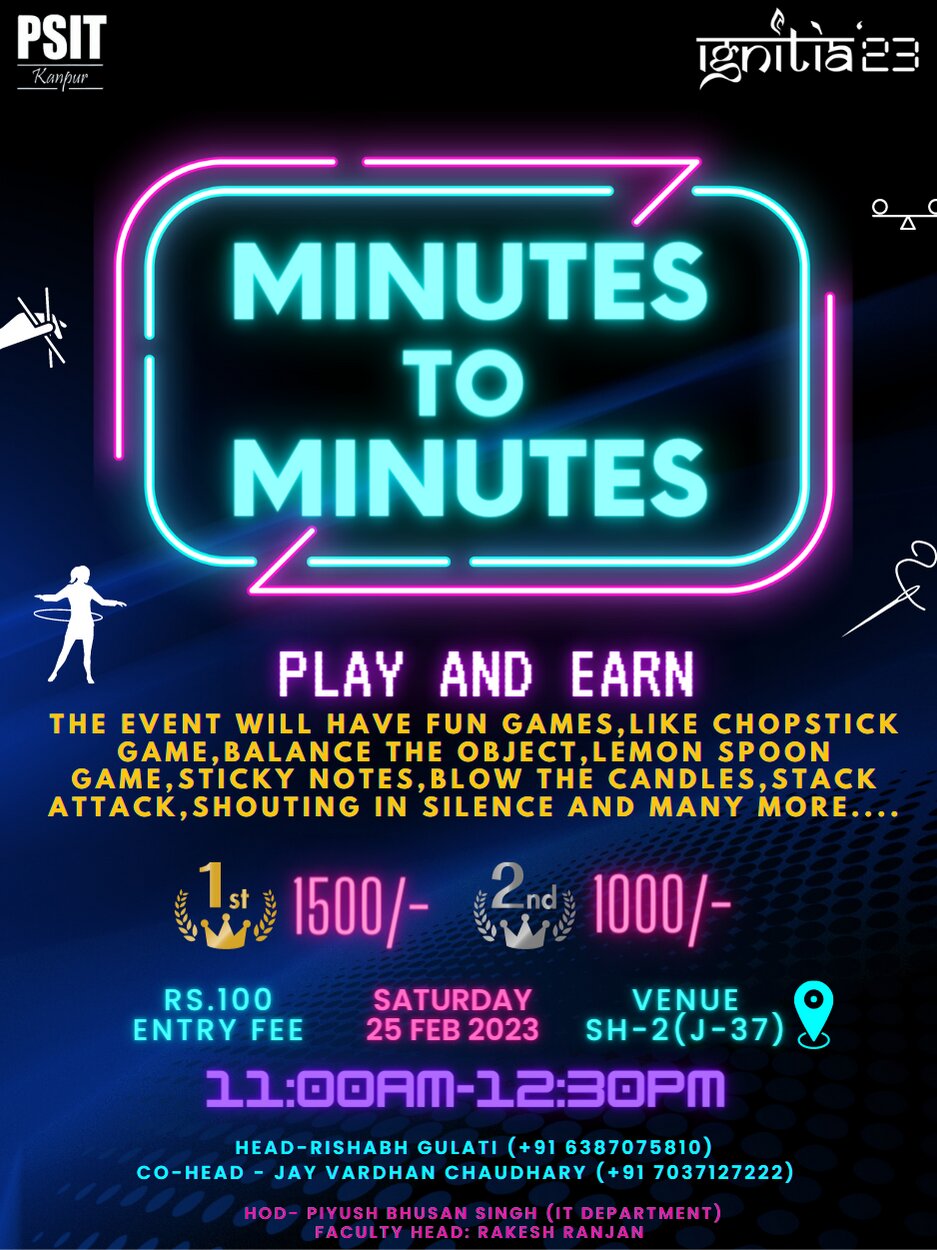 PSIT
Kanpur
ignitia'23
MINUTES
TO
MINUTES
PLAY AND EARN
THE EVENT WILL HAVE FUN GAMES,LIKE CHOPSTICK
GAME,BALANCE THE OBJECT,LEMON SPOON
GAME,STICKY NOTES,BLOW THE CANDLES,STACK
ATTACK,SHOUTING IN SILENCE AND MANY MORE....
1st 1500/- 2nd 1000/-
RS.100
ENTRY FEE
SATURDAY
25 FEB 2023
VENUE
SH-2(J-37)
11:00AM-12:30PM
HEAD-RISHABH GULATI (+91 6387075810)
CO-HEAD - JAY VARDHAN CHAUDHARY (+91 7037127222)
HOD- PIYUSH BHUSAN SINGH (IT DEPARTMENT)
FACULTY HEAD: RAKESH RANJAN